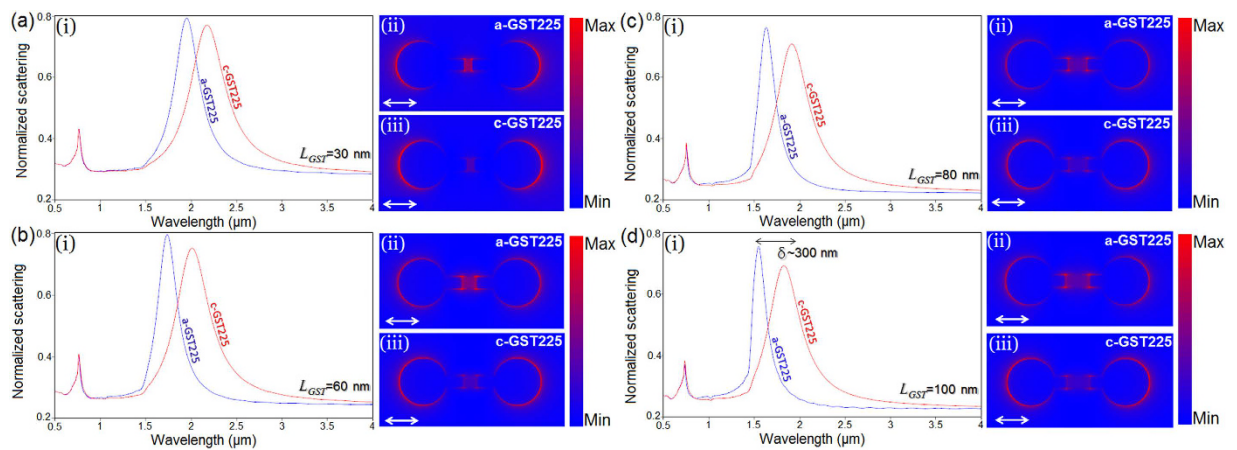 (a)
(i)
Normalized scattering
0.8
0.6
0.4
0.2
a-GST225
c-GST225
L_GST=30 nm
0.5 1 1.5 2 2.5 3 3.5 4
Wavelength (μm)
(ii)
a-GST225
(iii)
c-GST225
Max
Min
(b)
(i)
Normalized scattering
0.8
0.6
0.4
0.2
a-GST225
c-GST225
L_GST=60 nm
0.5 1 1.5 2 2.5 3 3.5 4
Wavelength (μm)
(ii)
a-GST225
(iii)
c-GST225
Max
Min
(c)
(i)
Normalized scattering
0.8
0.6
0.4
0.2
a-GST225
c-GST225
L_GST=80 nm
0.5 1 1.5 2 2.5 3 3.5 4
Wavelength (μm)
(ii)
a-GST225
(iii)
c-GST225
Max
Min
(d)
(i)
Normalized scattering
0.8
0.6
0.4
0.2
δ~300 nm
a-GST225
c-GST225
L_GST=100 nm
0.5 1 1.5 2 2.5 3 3.5 4
Wavelength (μm)
(ii)
a-GST225
(iii)
c-GST225
Max
Min